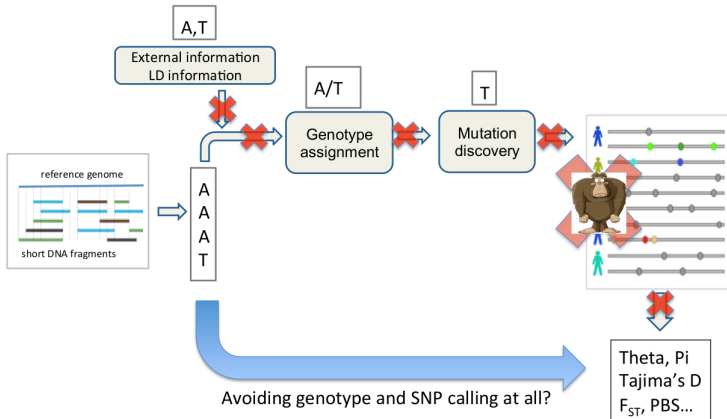 A,T
External information
LD information
A/T
Genotype
assignment
T
Mutation
discovery
reference genome
short DNA fragments
A
A
A
T
Theta, Pi
Tajima's D
FST, PBS...
Avoiding genotype and SNP calling at all?